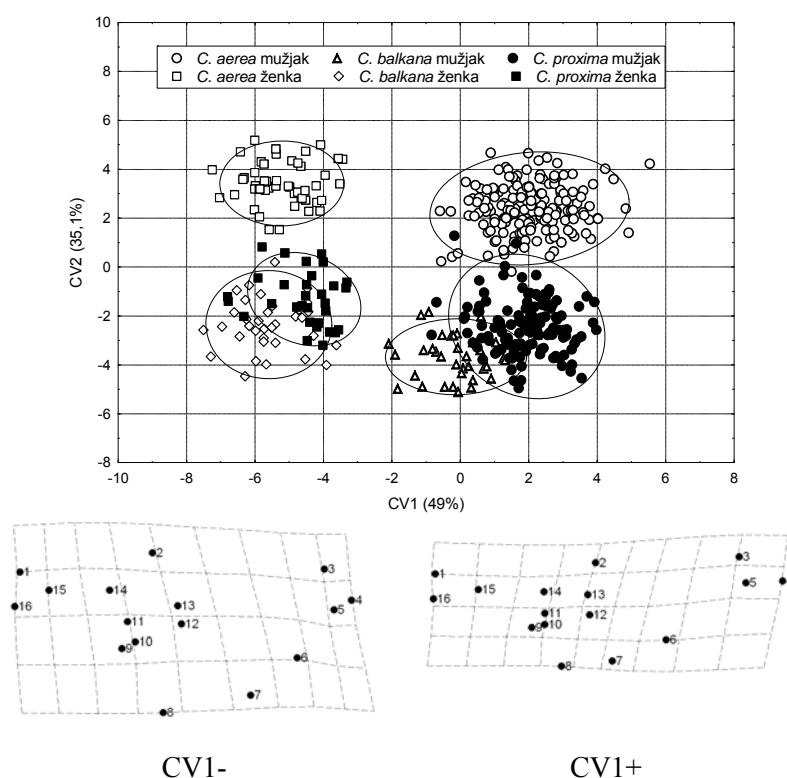 10
8
6
4
2
0
-2
-4
-6
-8
CV2 (35,1%)
C. aerea mužjak C. balkana mužjak C. proxima mužjak
C. aerea ženka C. balkana ženka C. proxima ženka
-10 -8 -6 -4 -2 0 2 4 6 8
CV1 (49%)
1 2 3 4 5 6 7 8 9 10 11 12 13 14 15 16
1 2 3 5 6 7 8 9 10 11 12 13 14 15 16
CV1- CV1+